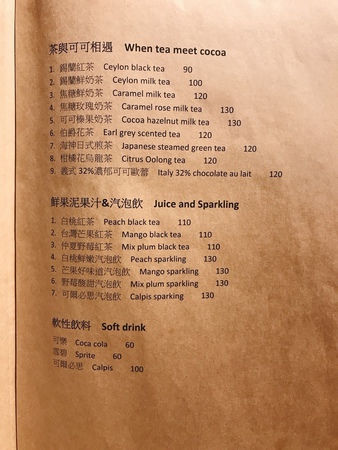 茶與可可相遇 When tea meet cocoa
1. 錫蘭紅茶 Ceylon black tea 90
2. 錫蘭鮮奶茶 Ceylon milk tea 100
3. 焦糖鮮奶茶 Caramel milk tea 120
4. 焦糖玫瑰奶茶 Caramel rose milk tea 130
5. 可可榛果奶茶 Cocoa hazelnut milk tea 130
6. 伯爵花茶 Earl grey scented tea 120
7. 海神日式煎茶 Japanese steamed green tea 120
8. 柑橘花烏龍茶 Citrus Oolong tea 120
9. 義式32%濃郁可可歐蕾 Italy 32% chocolate au lait 120
鮮果泥果汁&汽泡飲 Juice and Sparkling
1. 白桃紅茶 Peach black tea 110
2. 台灣芒果紅茶 Mango black tea 110
3. 仲夏野莓紅茶 Mix plum black tea 110
4. 白桃鮮嫩汽泡飲 Peach sparkling 130
5. 芒果好味道汽泡飲 Mango sparkling 130
6. 野莓酸甜汽泡飲 Mix plum sparkling 130
7. 可爾必思汽泡飲 Calpis sparkling 130
軟性飲料 Soft drink
可樂 Coca cola 60
雪碧 Sprite 60
可爾必思 Calpis 100